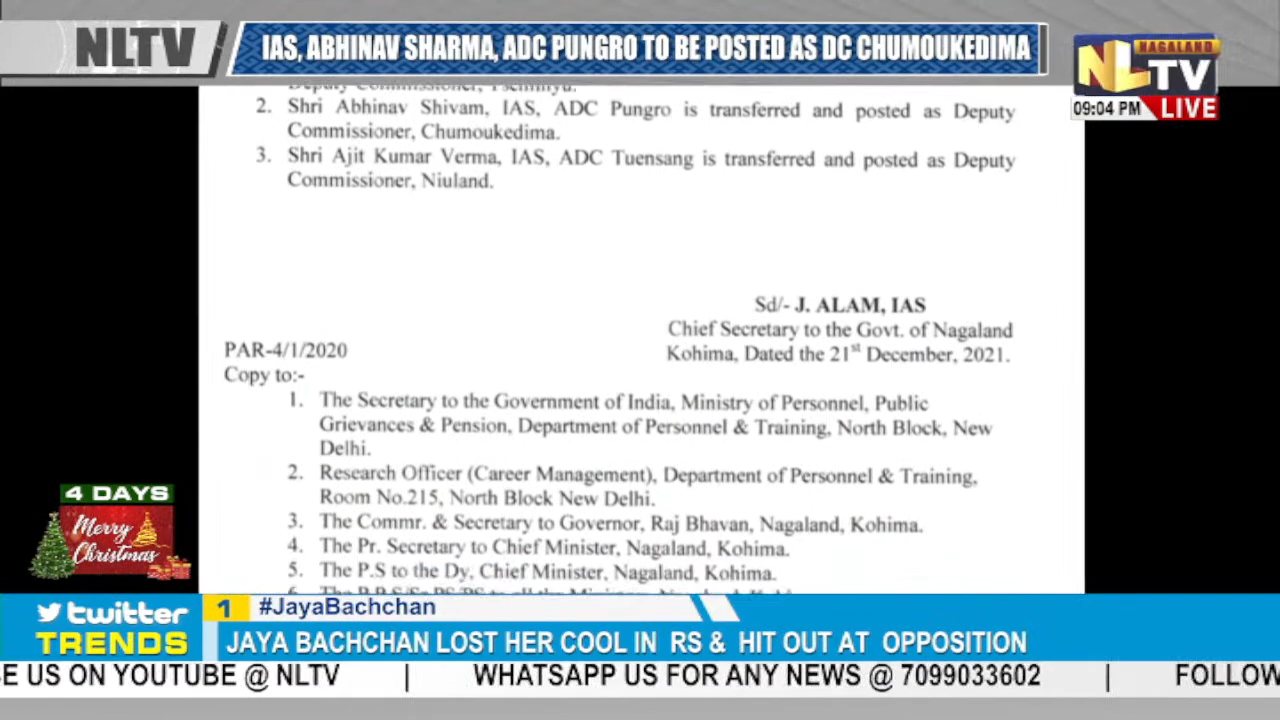 NLTV
IAS, ABHINAV SHARMA, ADC PUNGRO TO BE POSTED AS DC CHUMOUKEDIMA
NAGALAND
NLTV
09:04 PM LIVE
Deputy Commissioner, Tseminyu.
2. Shri Abhinav Shivam, IAS, ADC Pungro is transferred and posted as Deputy
Commissioner, Chumoukedima.
3. Shri Ajit Kumar Verma, IAS, ADC Tuensang is transferred and posted as Deputy
Commissioner, Niuland.
Sd/- J. ALAM, IAS
Chief Secretary to the Govt. of Nagaland
Kohima, Dated the 21st December, 2021.
PAR-4/1/2020
Copy to:-
1. The Secretary to the Government of India, Ministry of Personnel, Public
Grievances & Pension, Department of Personnel & Training, North Block, New
Delhi.
2. Research Officer (Career Management), Department of Personnel & Training,
Room No.215, North Block New Delhi.
3. The Commr. & Secretary to Governor, Raj Bhavan, Nagaland, Kohima.
4. The Pr. Secretary to Chief Minister, Nagaland, Kohima.
5. The P.S to the Dy, Chief Minister, Nagaland, Kohima.
4 DAYS
Merry
Christmas
twitter
TRENDS
1 #JayaBachchan
JAYA BACHCHAN LOST HER COOL IN RS & HIT OUT AT OPPOSITION
E US ON YOUTUBE @ NLTV | WHATSAPP US FOR ANY NEWS @ 7099033602 | FOLLOW